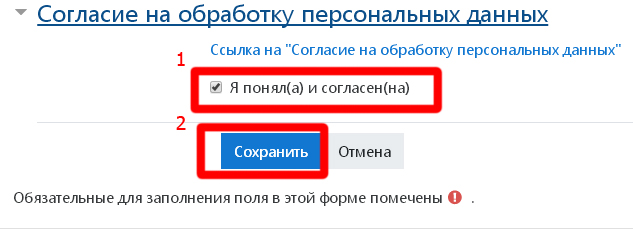 Согласие на обработку персональных данных
Ссылка на "Согласие на обработку персональных данных"
1
Я понял(а) и согласен(на)
2
Сохранить Отмена
Обязательные для заполнения поля в этой форме помечены .